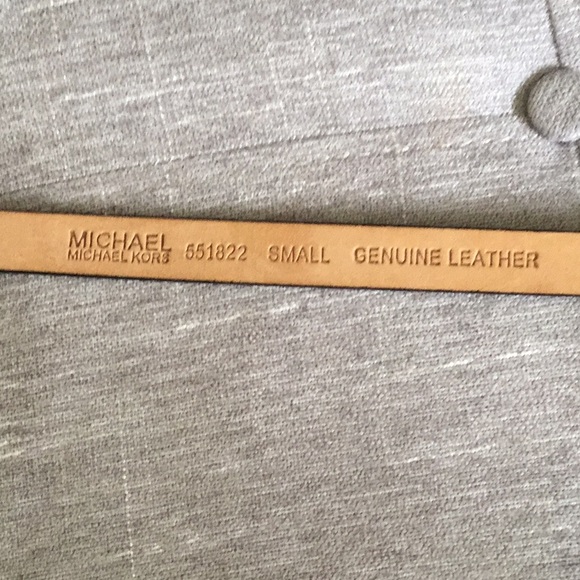 MICHAEL
MICHAEL KORS 551822 SMALL GENUINE LEATHER